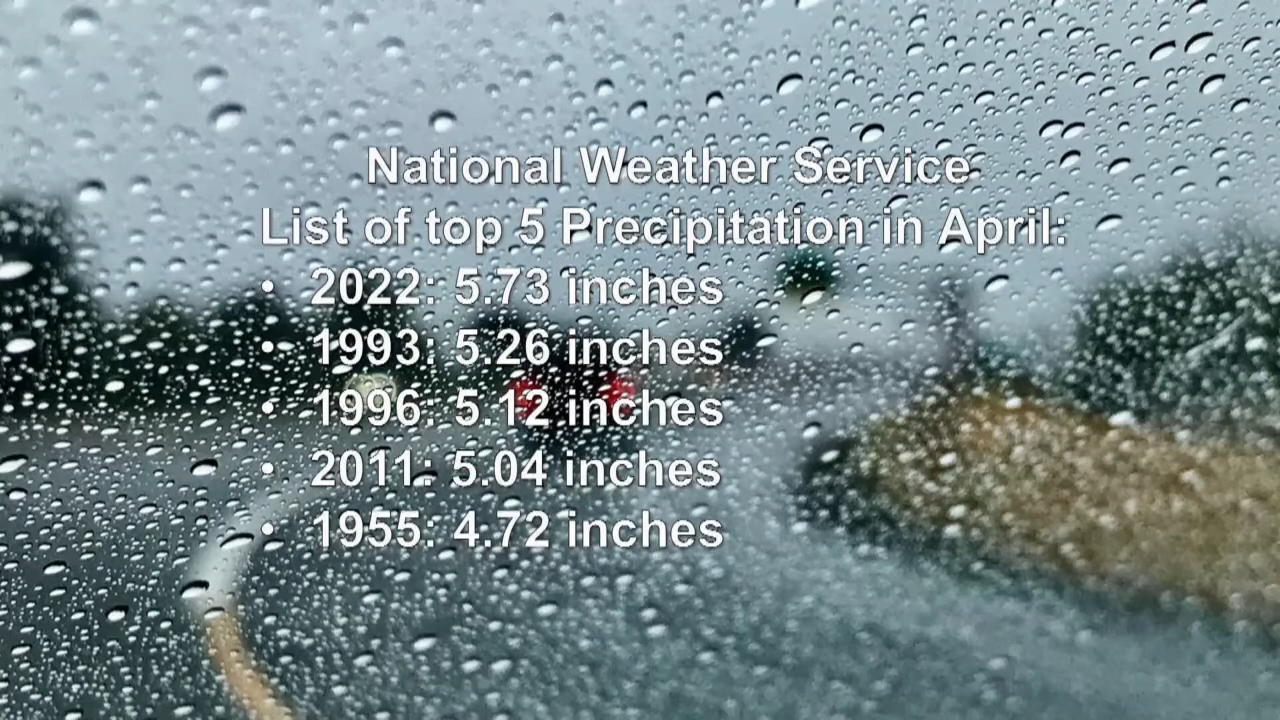 National Weather Service
List of top 5 Precipitation in April:
• 2022: 5.73 inches
• 1993: 5.26 inches
• 1996: 5.12 inches
• 2011: 5.04 inches
• 1955: 4.72 inches